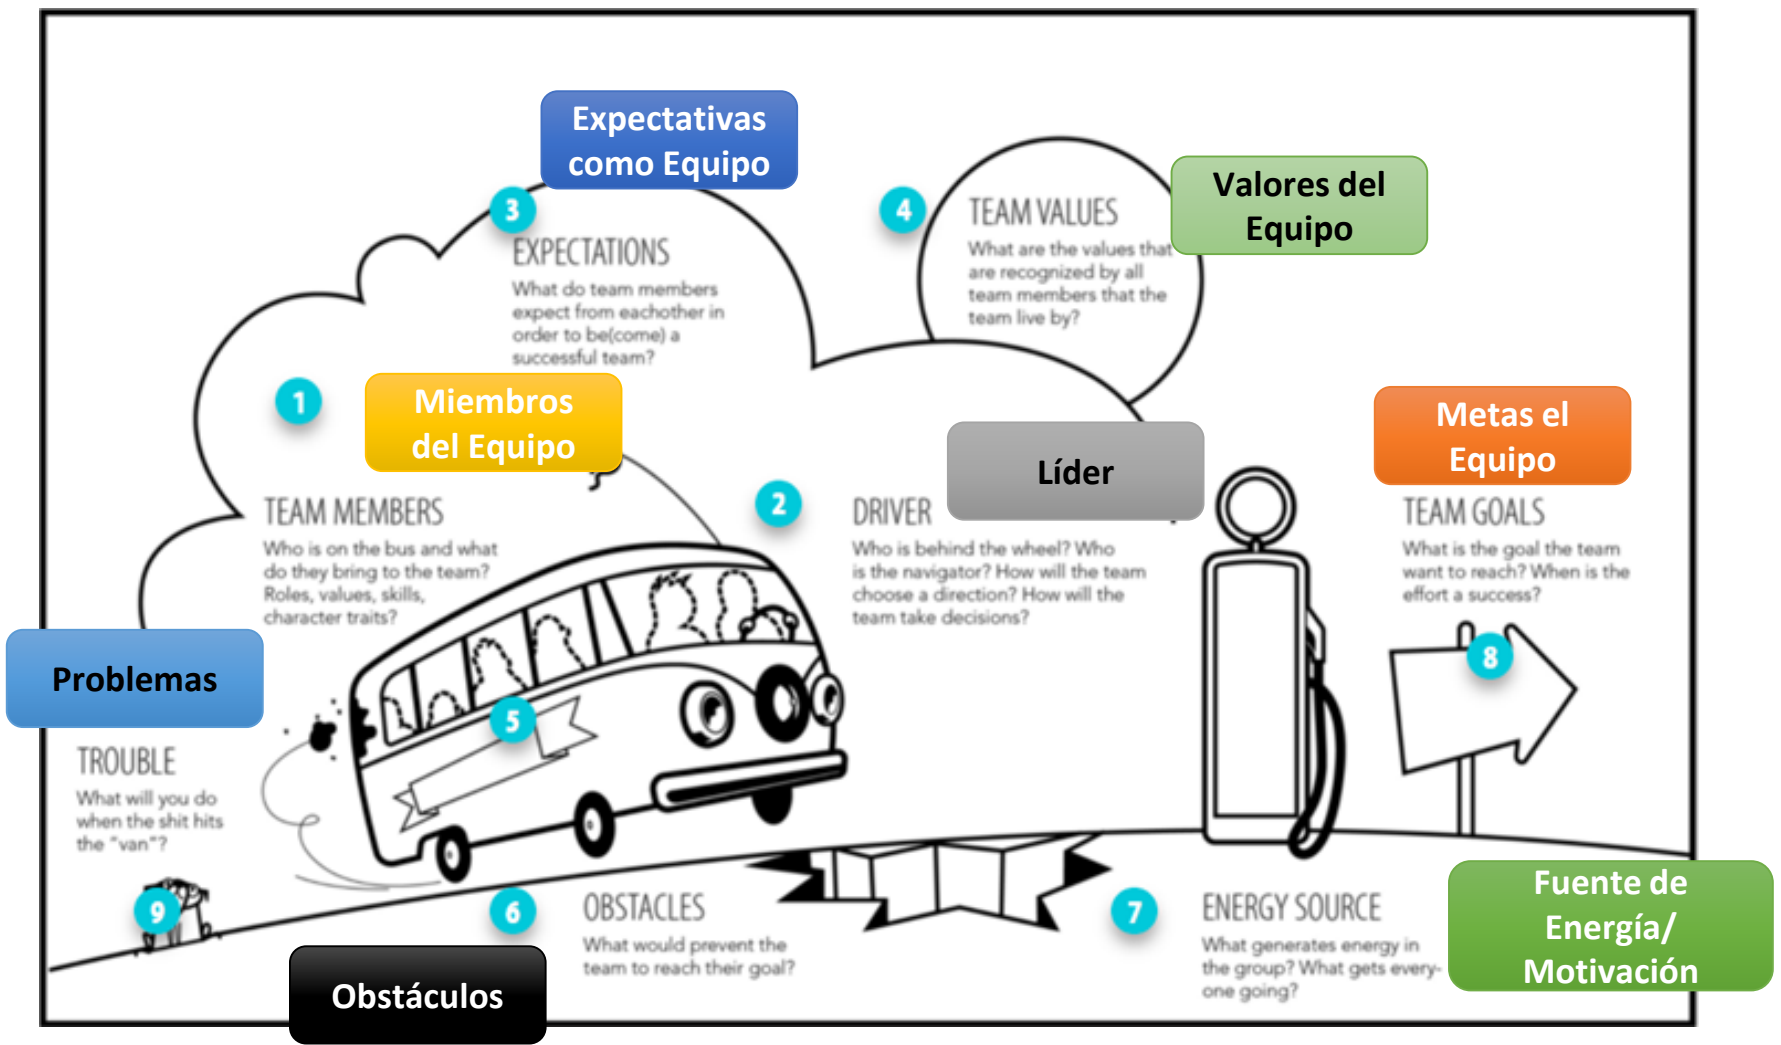 Expectativas
como Equipo
3
EXPECTATIONS
What do team members
expect from eachother in
order to be(come) a
successful team?
4
TEAM VALUES
What are the values that
are recognized by all
team members that the
team live by?
Valores del
Equipo
1
Miembros
del Equipo
TEAM MEMBERS
Who is on the bus and what
do they bring to the team?
Roles, values, skills,
character traits?
2
Líder
DRIVER
Who is behind the wheel? Who
is the navigator? How will the team
choose a direction? How will the
team take decisions?
Metas el
Equipo
TEAM GOALS
What is the goal the team
want to reach? When is the
effort a success?
8
Problemas
TROUBLE
What will you do
when the shit hits
the "van"?
9
5
6
OBSTACLES
What would prevent the
team to reach their goal?
Obstáculos
7
ENERGY SOURCE
What generates energy in
the group? What gets every-
one going?
Fuente de
Energía/
Motivación